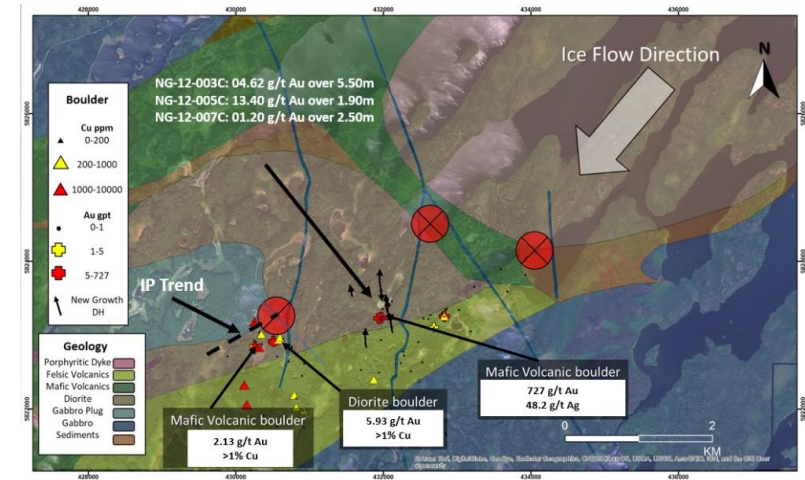 428000 430000 432000 434000 436000
Ice Flow Direction
N
NG-12-003C: 04.62 g/t Au over 5.50m
NG-12-005C: 13.40 g/t Au over 1.90m
NG-12-007C: 01.20 g/t Au over 2.50m
Boulder
Cu ppm
0-200
200-1000
1000-10000
Au gpt
0-1
1-5
5-727
New Growth
DH
IP Trend
Geology
Porphyritic Dyke
Felsic Volcanics
Mafic Volcanics
Diorite
Gabbro Plug
Gabbro
Sediments
Mafic Volcanic boulder
2.13 g/t Au
>1% Cu
Diorite boulder
5.93 g/t Au
>1% Cu
Mafic Volcanic boulder
727 g/t Au
48.2 g/t Ag
0 2
KM
428000 430000 432000 434000 436000